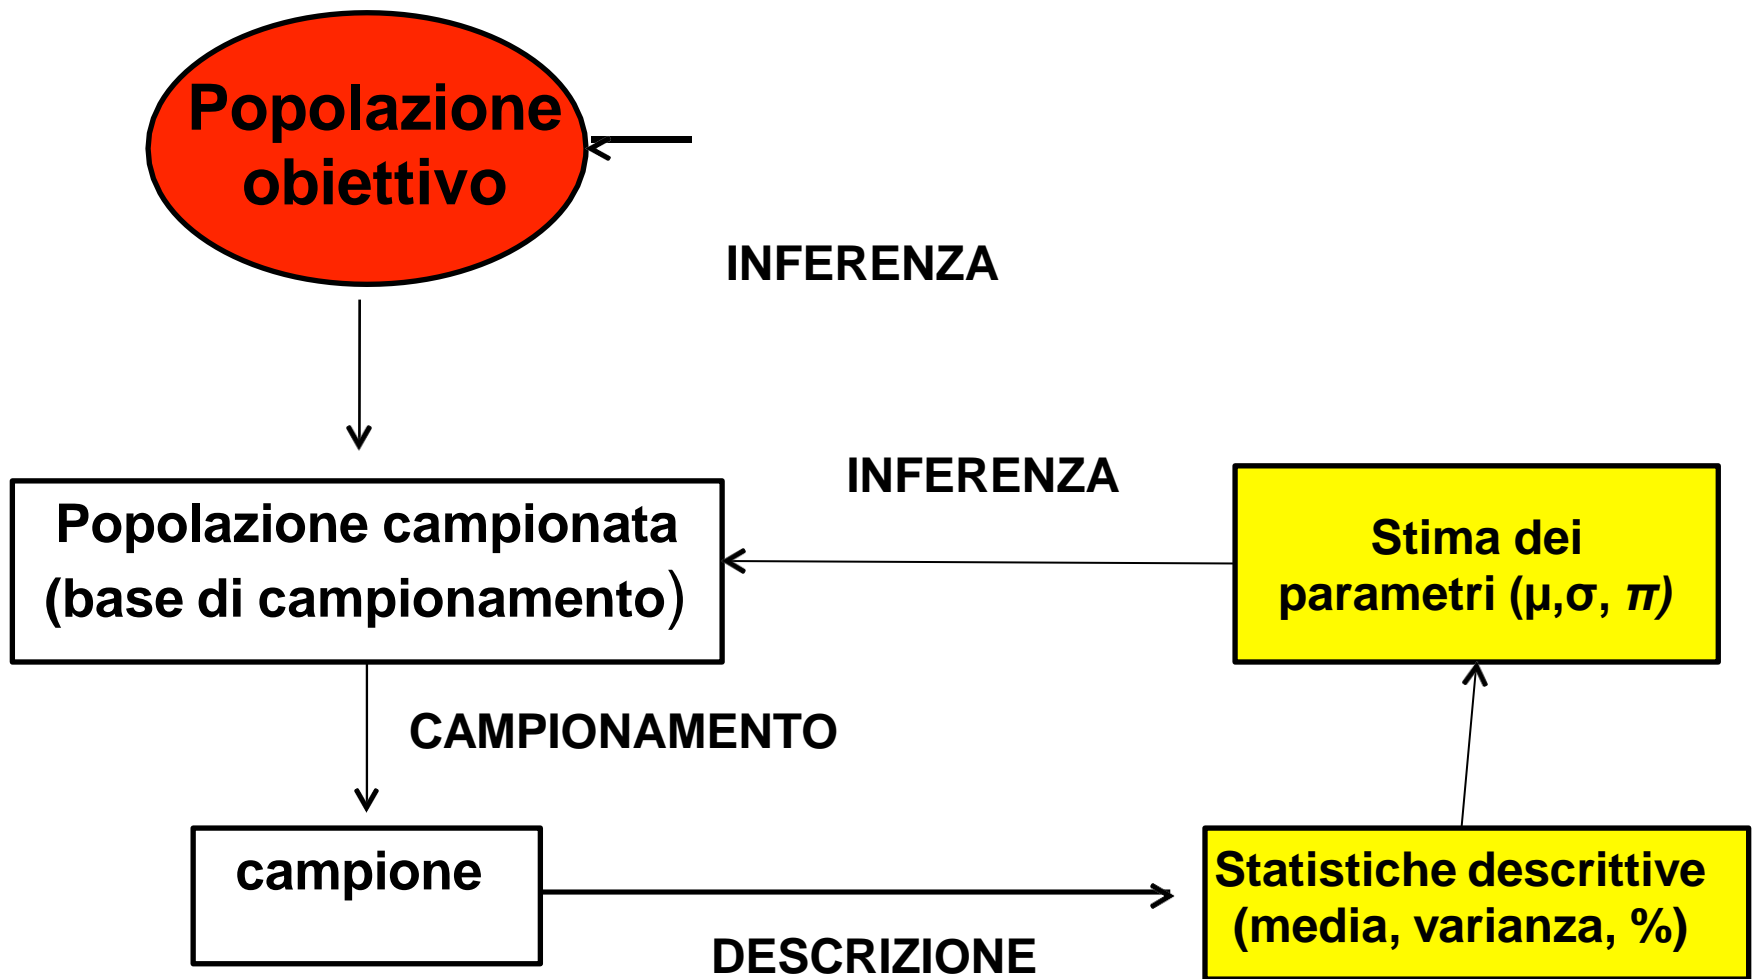 Popolazione
obiettivo
INFERENZA
INFERENZA
Popolazione campionata
(base di campionamento)
Stima dei
parametri (μ,σ, π)
CAMPIONAMENTO
campione
Statistiche descrittive
(media, varianza, %)
DESCRIZIONE